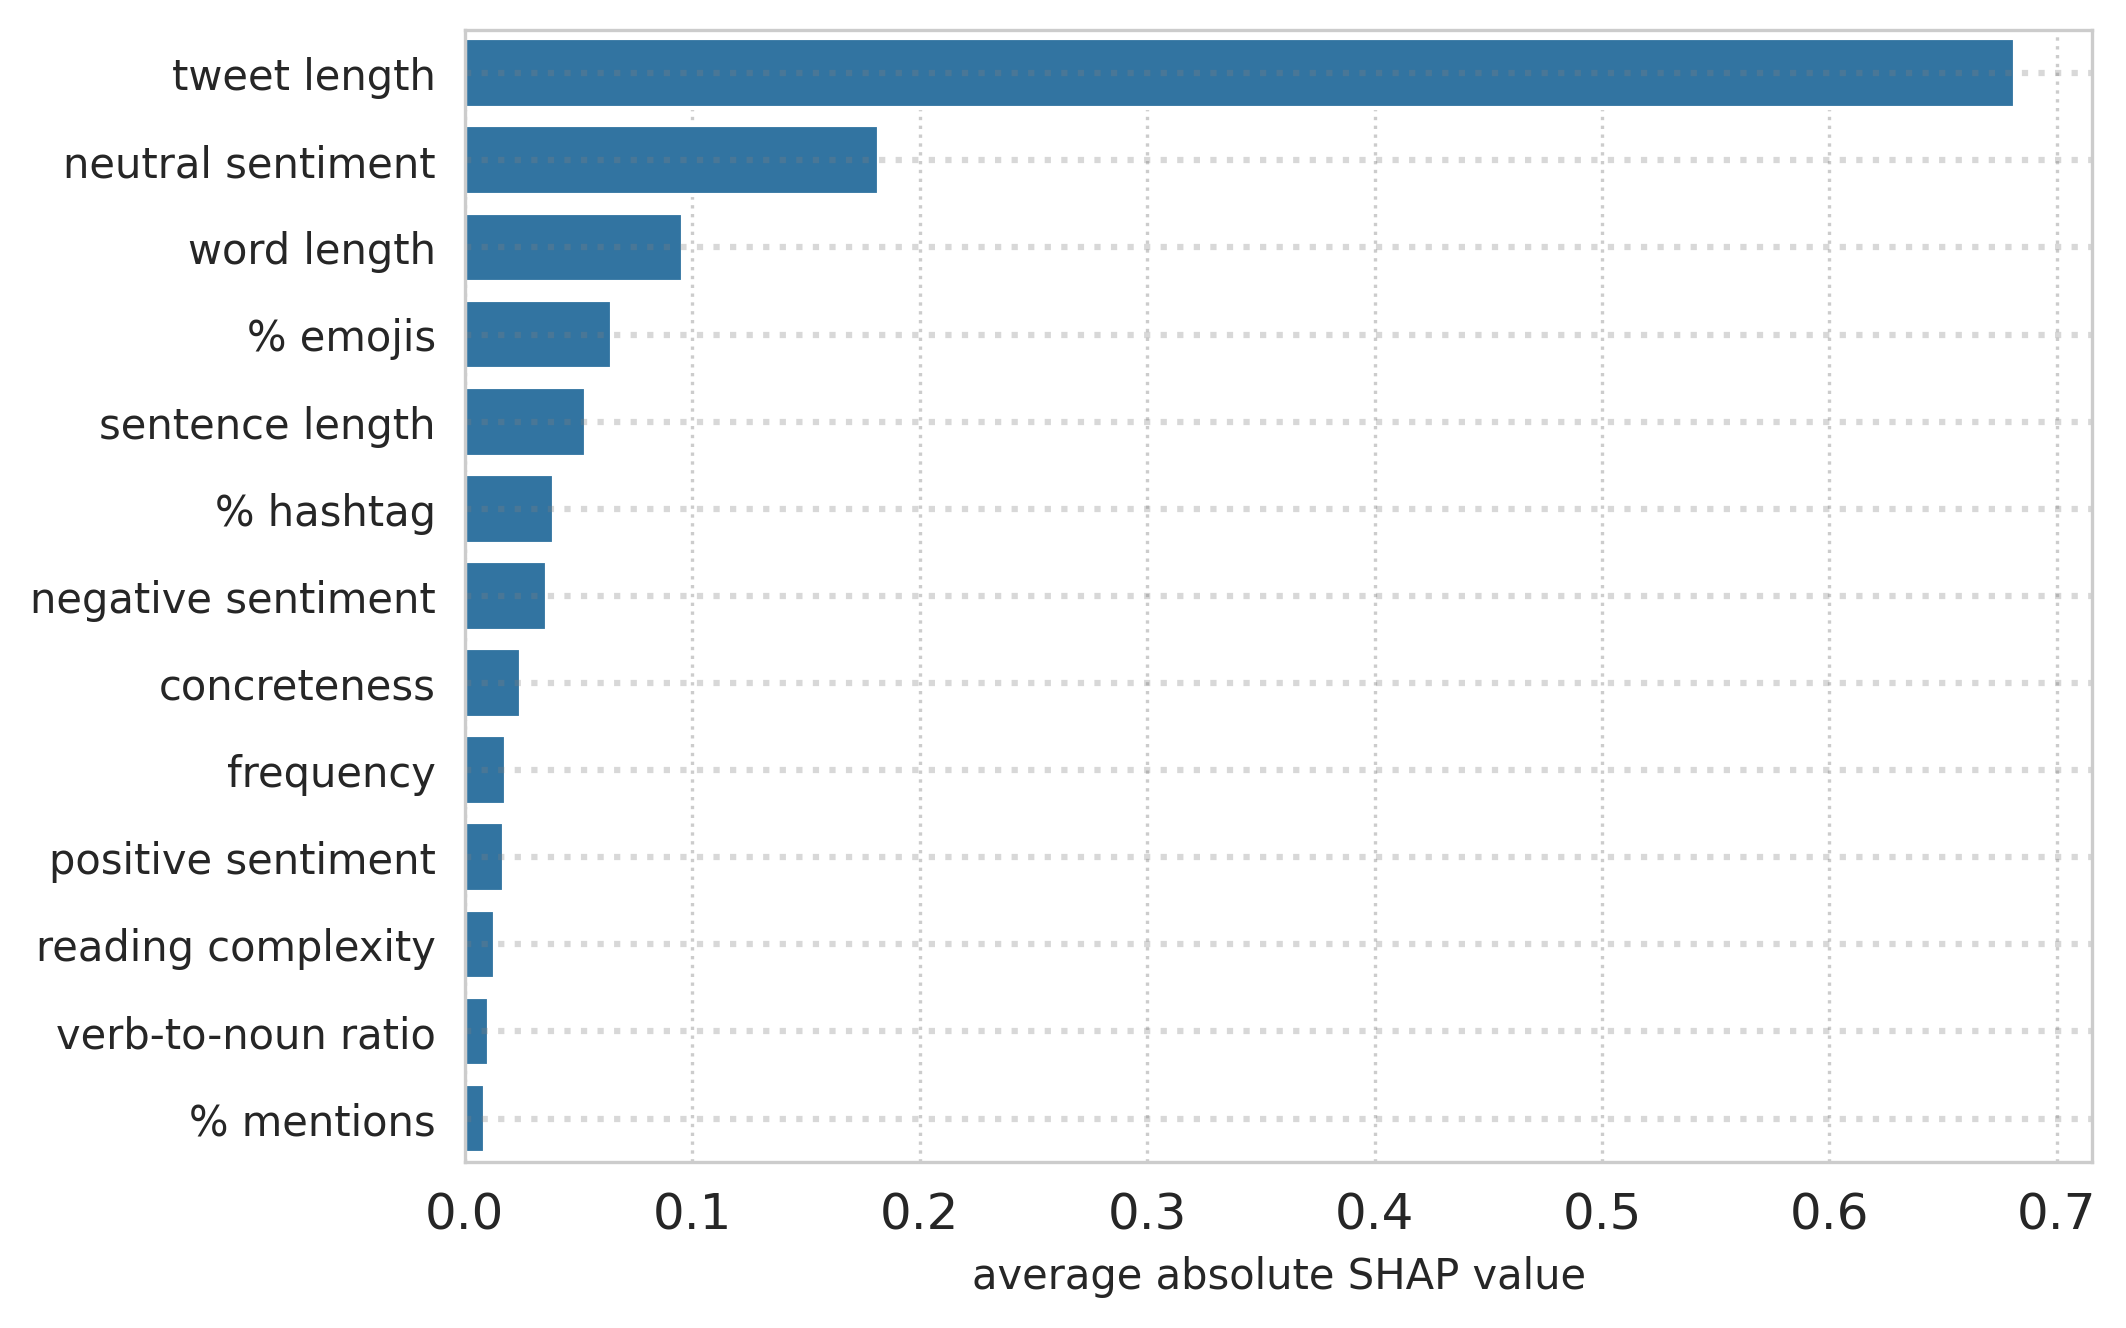 tweet length
neutral sentiment
word length
% emojis
sentence length
% hashtag
negative sentiment
concreteness
frequency
positive sentiment
reading complexity
verb-to-noun ratio
% mentions
0.0 0.1 0.2 0.3 0.4 0.5 0.6 0.7
average absolute SHAP value